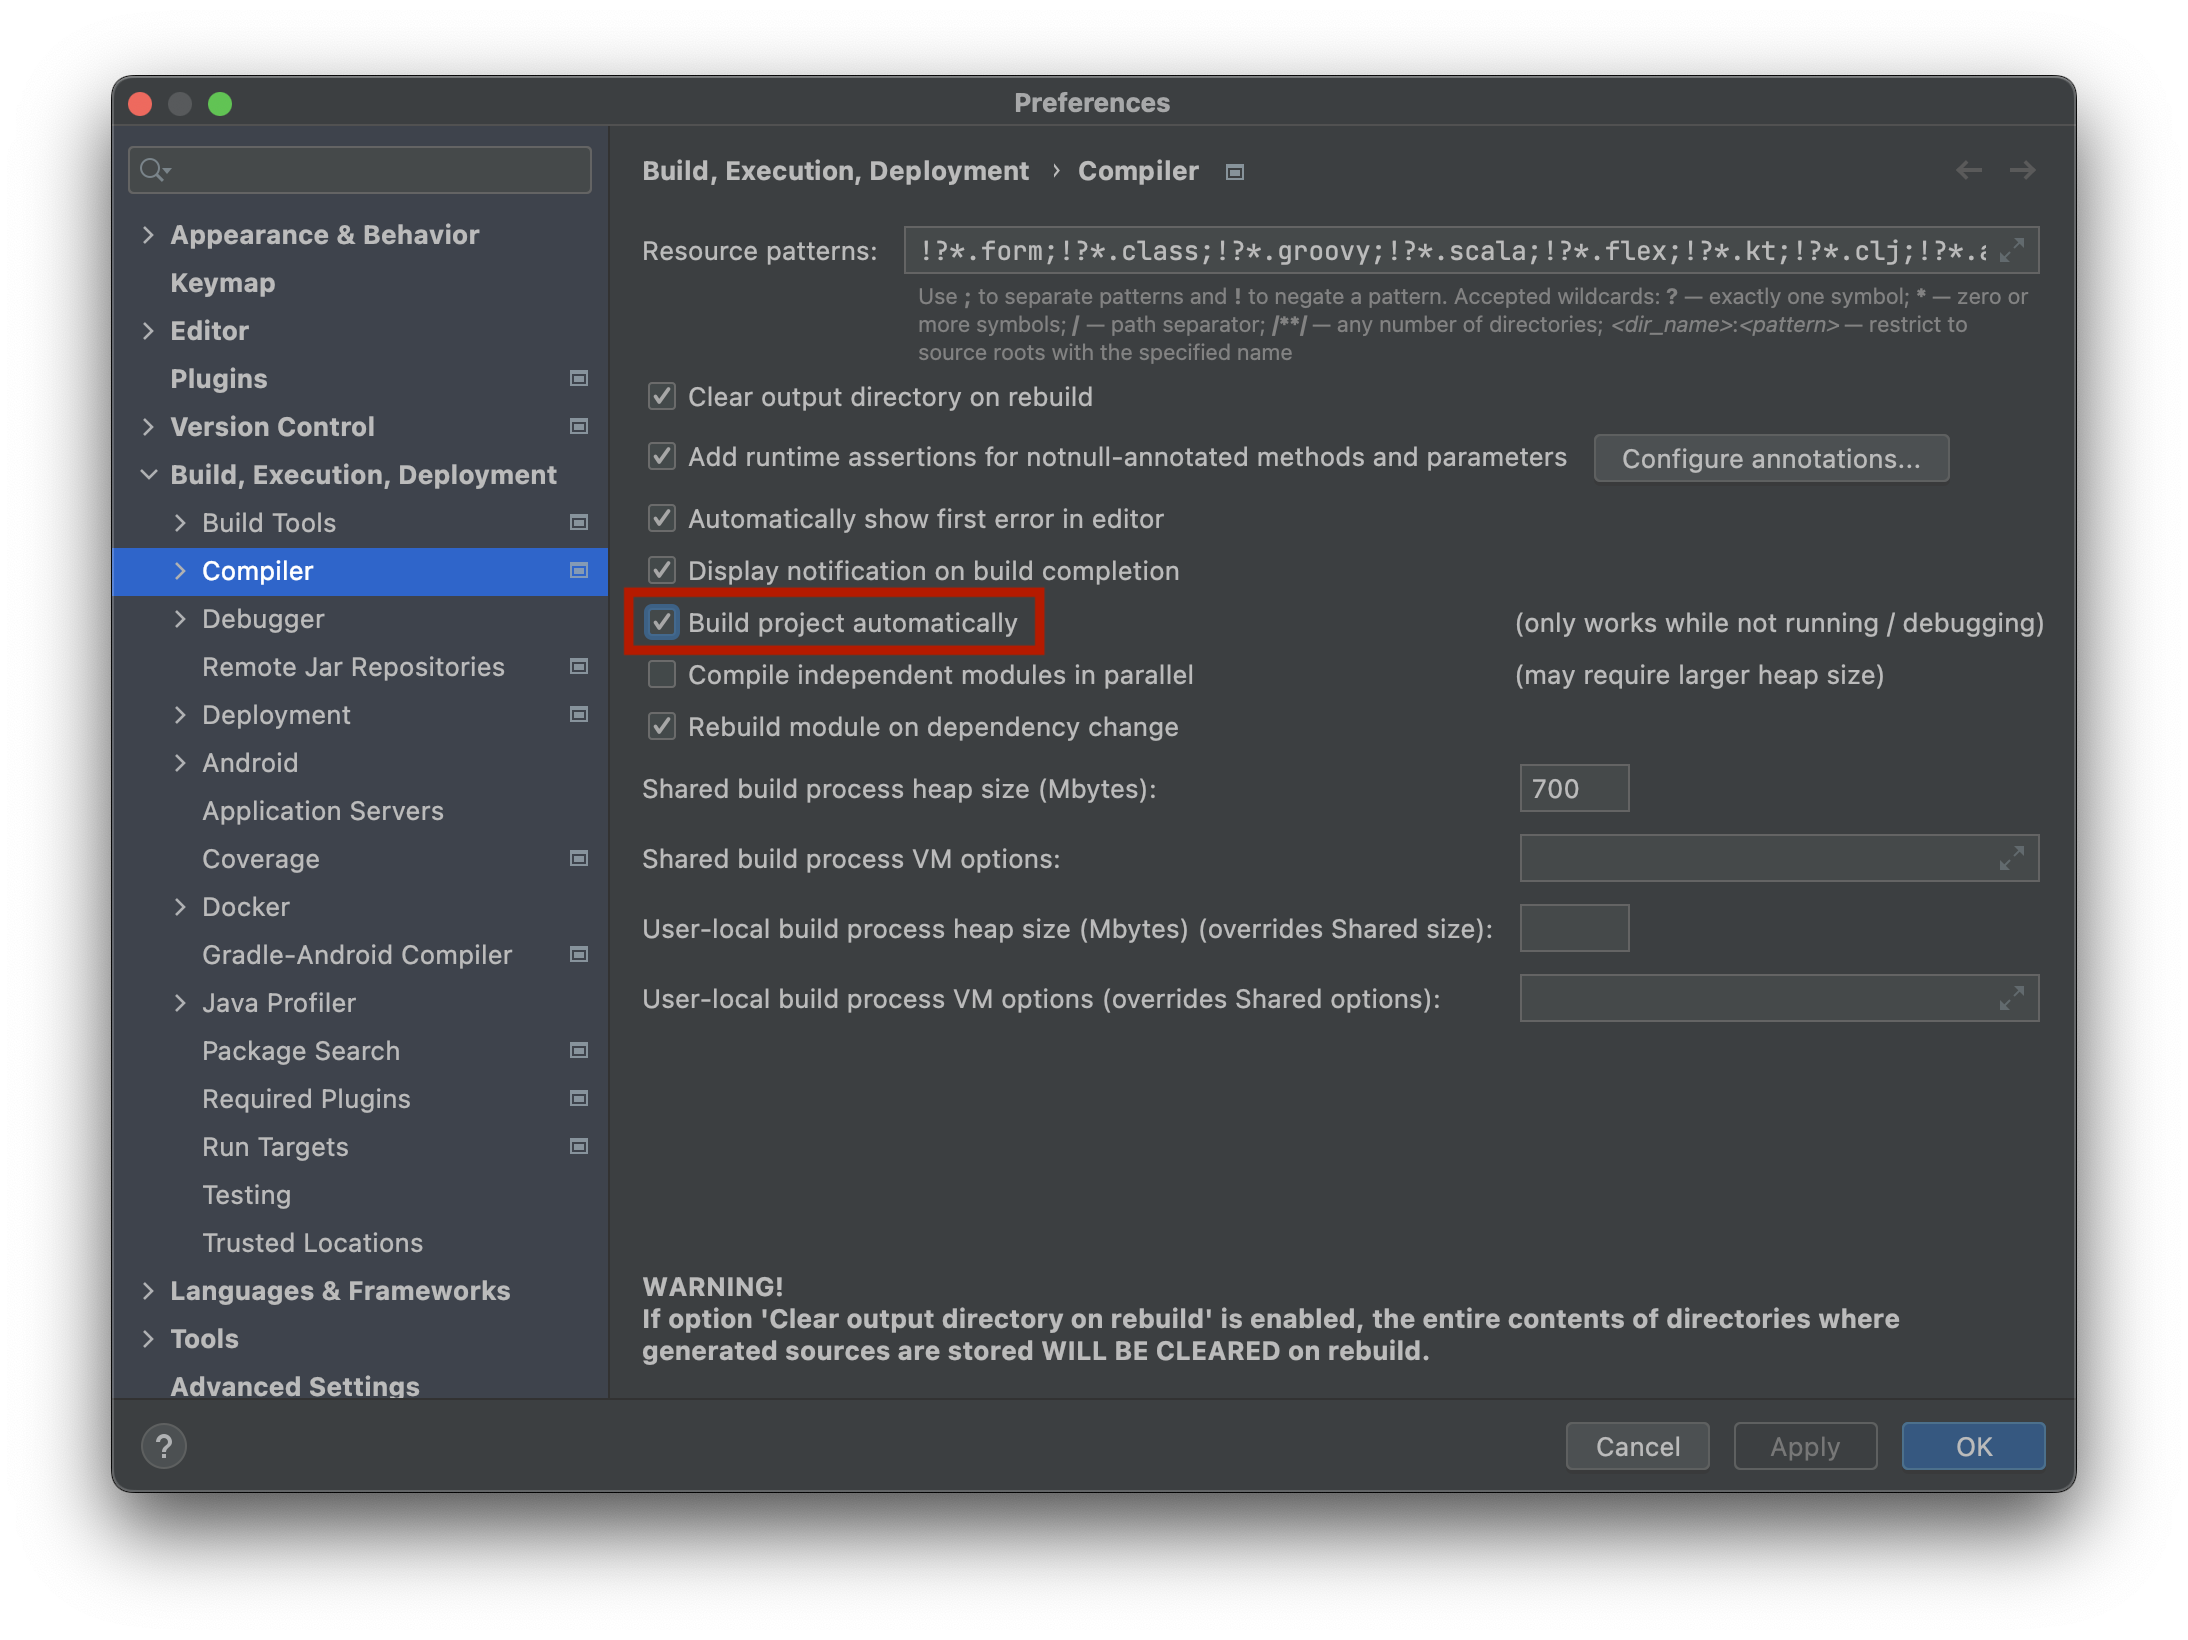 Preferences
Appearance & Behavior
Keymap
Editor
Plugins
Version Control
Build, Execution, Deployment
Build Tools
Compiler
Debugger
Remote Jar Repositories
Deployment
Android
Application Servers
Coverage
Docker
Gradle-Android Compiler
Java Profiler
Package Search
Required Plugins
Run Targets
Testing
Trusted Locations
Languages & Frameworks
Tools
Advanced Settings
Build, Execution, Deployment › Compiler
Resource patterns: !?*.form;!?*.class;!?*.groovy;!?*.scala;!?*.flex;!?*.kt;!?*.clj;!?*.a
Use ; to separate patterns and ! to negate a pattern. Accepted wildcards: ? — exactly one symbol; * — zero or
more symbols; / — path separator; /**/ — any number of directories; <dir_name>:<pattern> — restrict to
source roots with the specified name
Clear output directory on rebuild
Add runtime assertions for notnull-annotated methods and parameters Configure annotations...
Automatically show first error in editor
Display notification on build completion
Build project automatically (only works while not running / debugging)
Compile independent modules in parallel (may require larger heap size)
Rebuild module on dependency change
Shared build process heap size (Mbytes): 700
Shared build process VM options:
User-local build process heap size (Mbytes) (overrides Shared size):
User-local build process VM options (overrides Shared options):
WARNING!
If option 'Clear output directory on rebuild' is enabled, the entire contents of directories where
generated sources are stored WILL BE CLEARED on rebuild.
? Cancel Apply OK